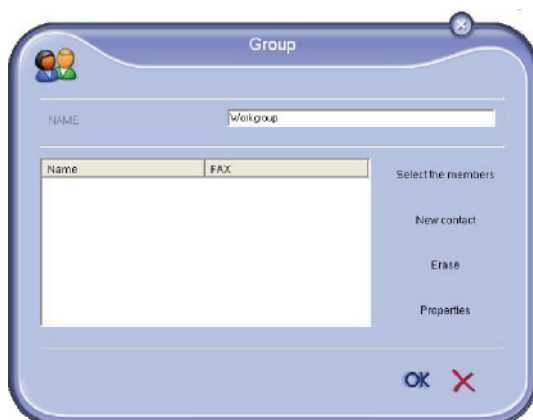 Group
NAME
Workgroup
Name
FAX
Select the members
New contact
Erase
Properties
OK